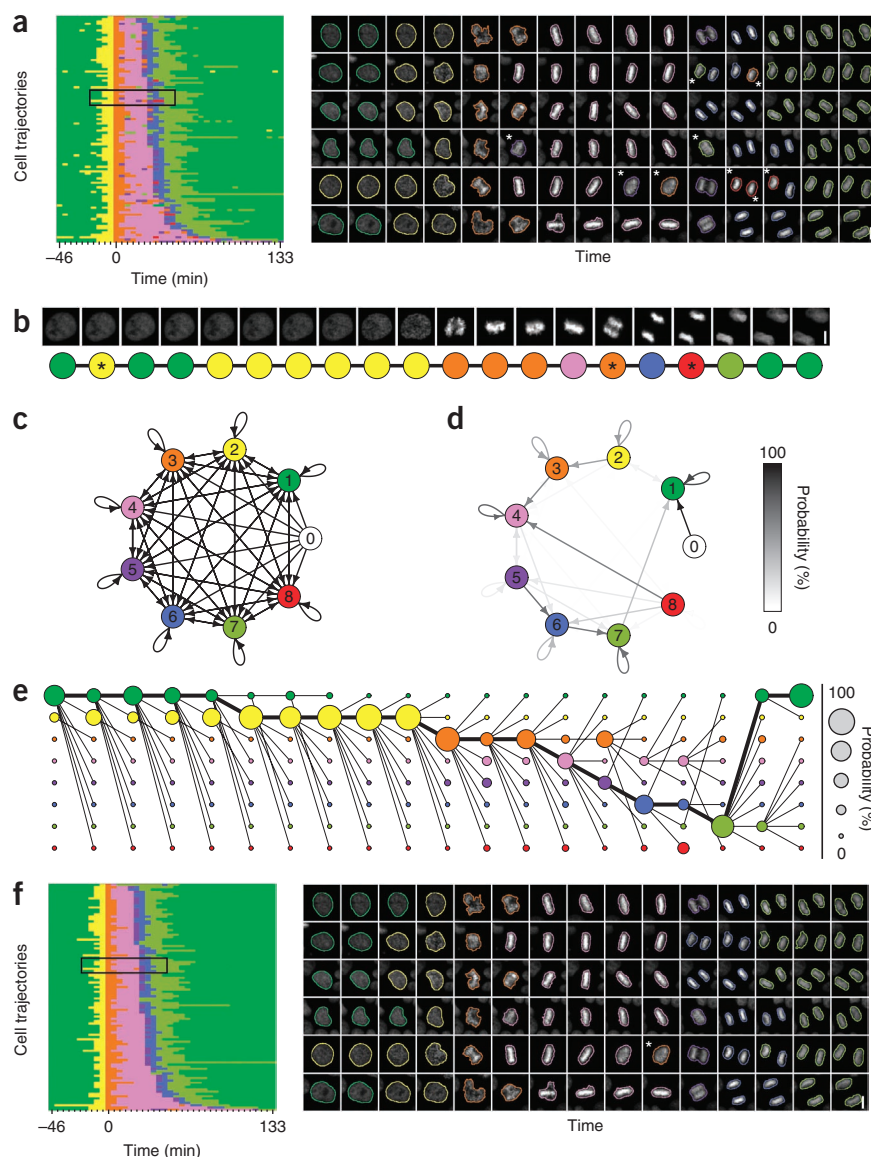 a
Cell trajectories
–46
0
133
Time (min)
*
*
*
*
*
*
*
*
*
Time
b
*
*
*
c
0
1
2
3
4
5
6
7
8
d
0
1
2
3
4
5
6
7
8
100
Probability (%)
0
e
100
Probability (%)
0
f
Cell trajectories
–46
0
133
Time (min)
*
Time